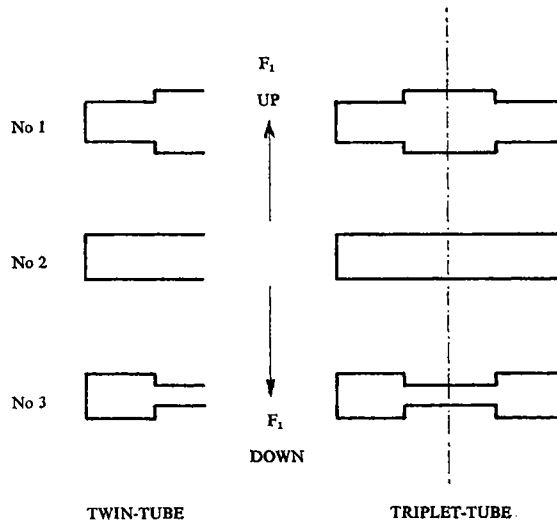 F₁
UP
No 1
No 2
No 3
F₁
DOWN
TWIN-TUBE
TRIPLET-TUBE